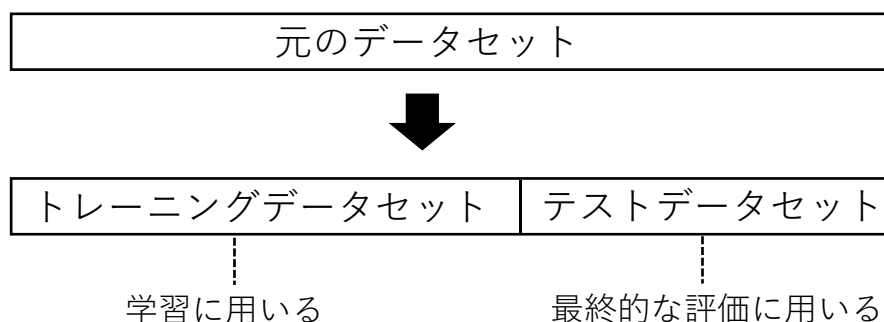 元のデータセット
トレーニングデータセット テストデータセット
学習に用いる 最終的な評価に用いる